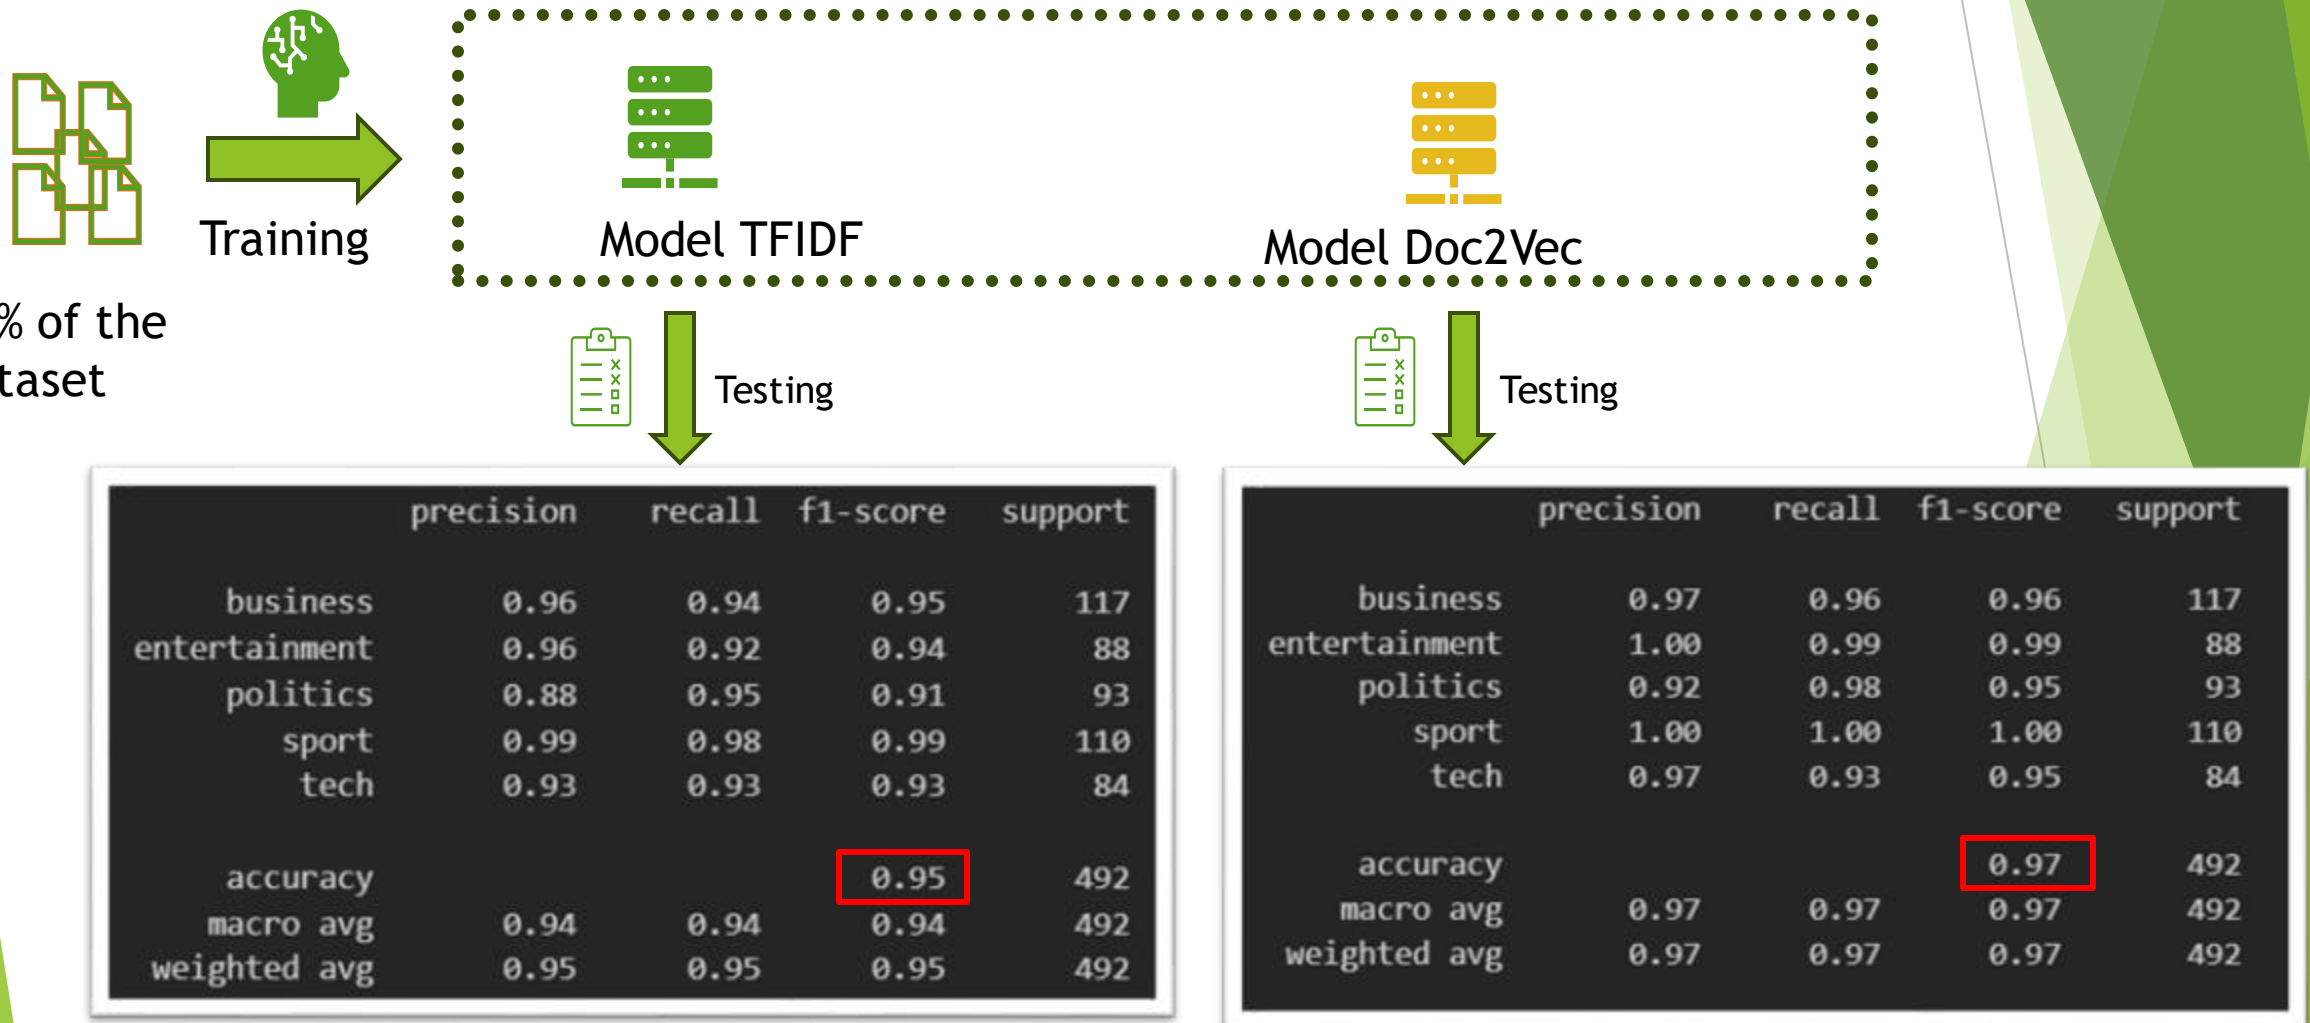 Training
% of the
taset
Model TFIDF
Model Doc2Vec
Testing
Testing
precision recall f1-score support
business 0.96 0.94 0.95 117
entertainment 0.96 0.92 0.94 88
politics 0.88 0.95 0.91 93
sport 0.99 0.98 0.99 110
tech 0.93 0.93 0.93 84
accuracy 0.95 492
macro avg 0.94 0.94 0.94 492
weighted avg 0.95 0.95 0.95 492
precision recall f1-score support
business 0.97 0.96 0.96 117
entertainment 1.00 0.99 0.99 88
politics 0.92 0.98 0.95 93
sport 1.00 1.00 1.00 110
tech 0.97 0.93 0.95 84
accuracy 0.97 492
macro avg 0.97 0.97 0.97 492
weighted avg 0.97 0.97 0.97 492